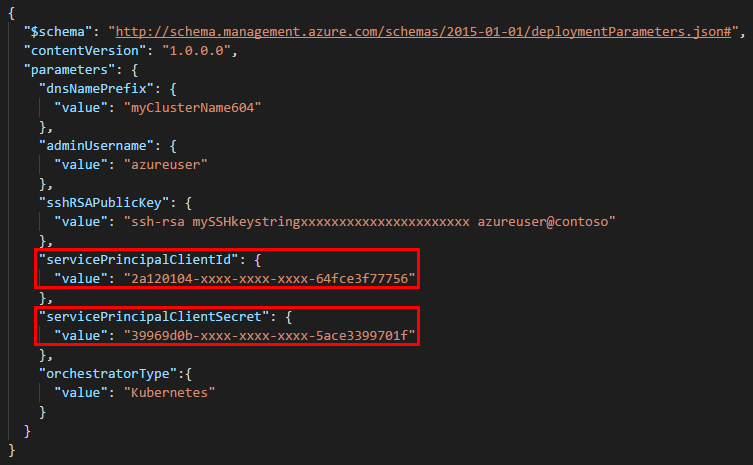 {
"$schema": "http://schema.management.azure.com/schemas/2015-01-01/deploymentParameters.json#",
"contentVersion": "1.0.0.0",
"parameters": {
"dnsNamePrefix": {
"value": "myClusterName604"
},
"adminUsername": {
"value": "azureuser"
},
"sshRSAPublicKey": {
"value": "ssh-rsa mySSHkeystringxxxxxxxxxxxxxxxxxxxxxx azureuser@contoso"
},
"servicePrincipalClientId": {
"value": "2a120104-xxxx-xxxx-xxxx-64fce3f77756"
},
"servicePrincipalClientSecret": {
"value": "39969d0b-xxxx-xxxx-xxxx-5ace3399701f"
},
"orchestratorType":{
"value": "Kubernetes"
}
}
}